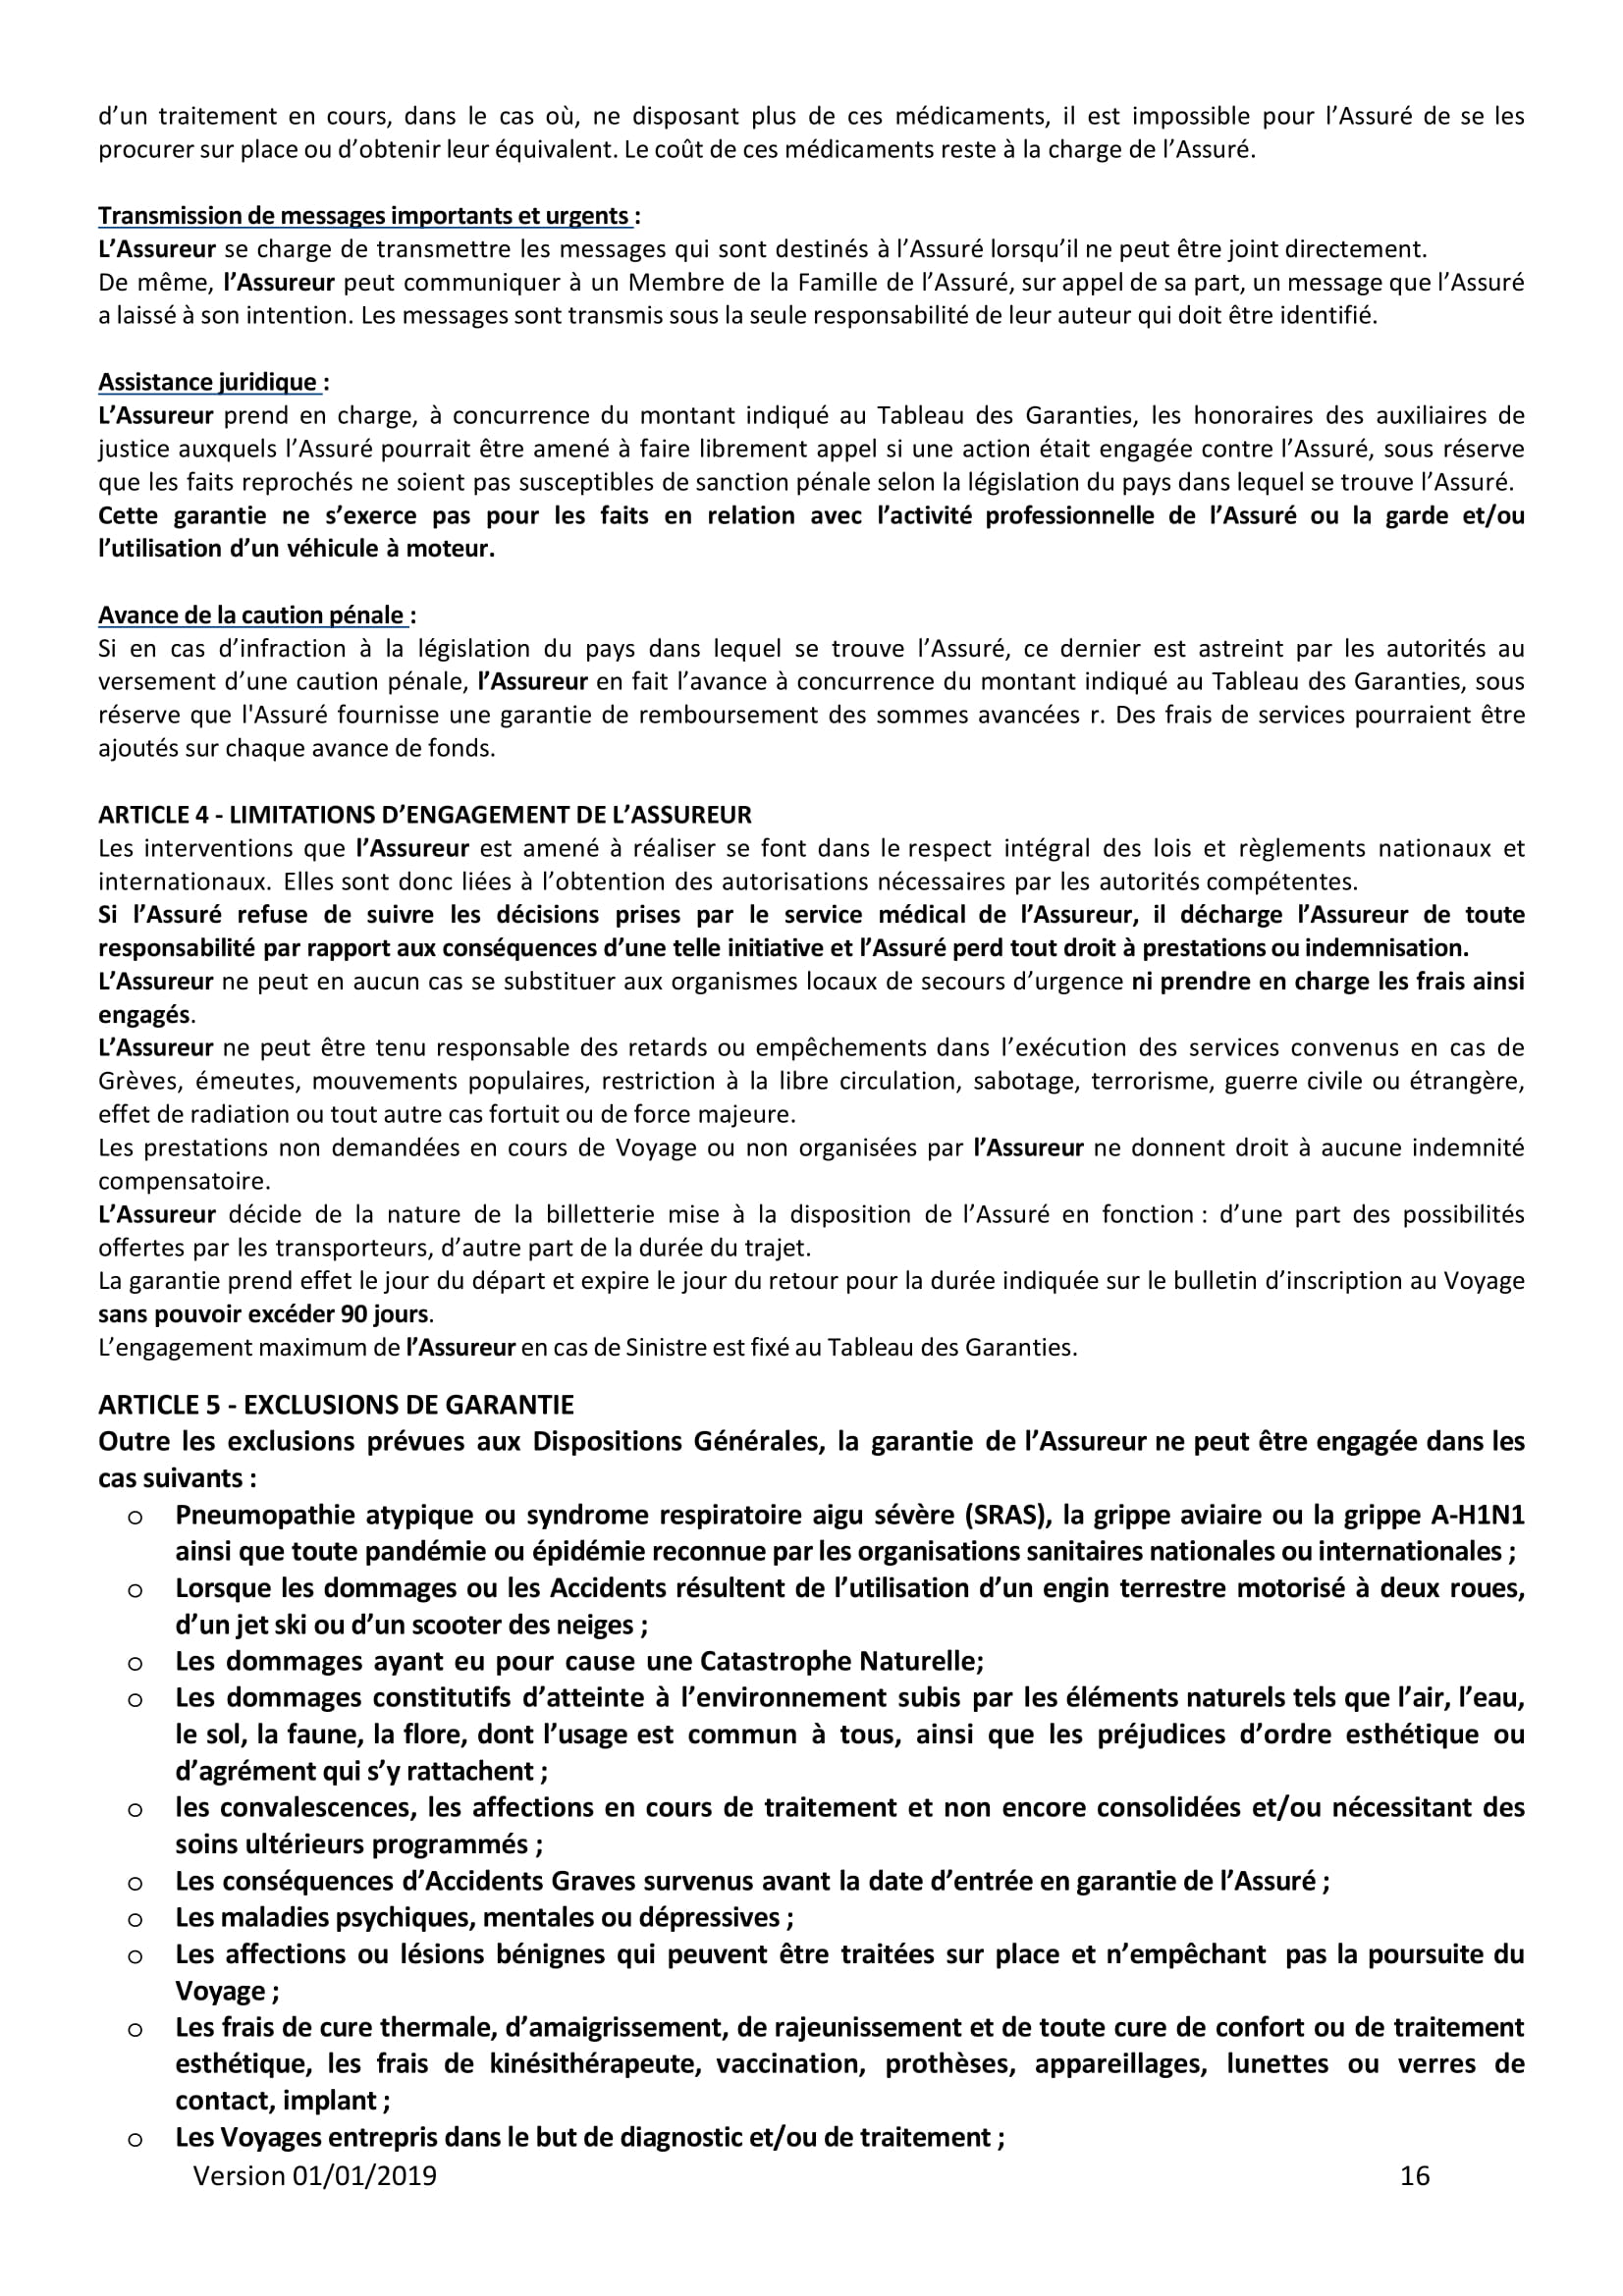 d’un traitement en cours, dans le cas où, ne disposant plus de ces médicaments, il est impossible pour l’Assuré de se les
procurer sur place ou d’obtenir leur équivalent. Le coût de ces médicaments reste à la charge de l’Assuré.
Transmission de messages importants et urgents :
L’Assureur se charge de transmettre les messages qui sont destinés à l’Assuré lorsqu’il ne peut être joint directement.
De même, l’Assureur peut communiquer à un Membre de la Famille de l’Assuré, sur appel de sa part, un message que l’Assuré
a laissé à son intention. Les messages sont transmis sous la seule responsabilité de leur auteur qui doit être identifié.
Assistance juridique :
L’Assureur prend en charge, à concurrence du montant indiqué au Tableau des Garanties, les honoraires des auxiliaires de
justice auxquels l’Assuré pourrait être amené à faire librement appel si une action était engagée contre l’Assuré, sous réserve
que les faits reprochés ne soient pas susceptibles de sanction pénale selon la législation du pays dans lequel se trouve l’Assuré.
Cette garantie ne s’exerce pas pour les faits en relation avec l’activité professionnelle de l’Assuré ou la garde et/ou
l’utilisation d’un véhicule à moteur.
Avance de la caution pénale :
Si en cas d’infraction à la législation du pays dans lequel se trouve l’Assuré, ce dernier est astreint par les autorités au
versement d’une caution pénale, l’Assureur en fait l’avance à concurrence du montant indiqué au Tableau des Garanties, sous
réserve que l'Assuré fournisse une garantie de remboursement des sommes avancées r. Des frais de services pourraient être
ajoutés sur chaque avance de fonds.
ARTICLE 4 - LIMITATIONS D’ENGAGEMENT DE L’ASSUREUR
Les interventions que l’Assureur est amené à réaliser se font dans le respect intégral des lois et règlements nationaux et
internationaux. Elles sont donc liées à l’obtention des autorisations nécessaires par les autorités compétentes.
Si l’Assuré refuse de suivre les décisions prises par le service médical de l’Assureur, il décharge l’Assureur de toute
responsabilité par rapport aux conséquences d’une telle initiative et l’Assuré perd tout droit à prestations ou indemnisation.
L’Assureur ne peut en aucun cas se substituer aux organismes locaux de secours d’urgence ni prendre en charge les frais ainsi
engagés.
L’Assureur ne peut être tenu responsable des retards ou empêchements dans l’exécution des services convenus en cas de
Grèves, émeutes, mouvements populaires, restriction à la libre circulation, sabotage, terrorisme, guerre civile ou étrangère,
effet de radiation ou tout autre cas fortuit ou de force majeure.
Les prestations non demandées en cours de Voyage ou non organisées par l’Assureur ne donnent droit à aucune indemnité
compensatoire.
L’Assureur décide de la nature de la billetterie mise à la disposition de l’Assuré en fonction : d’une part des possibilités
offertes par les transporteurs, d’autre part de la durée du trajet.
La garantie prend effet le jour du départ et expire le jour du retour pour la durée indiquée sur le bulletin d’inscription au Voyage
sans pouvoir excéder 90 jours.
L’engagement maximum de l’Assureur en cas de Sinistre est fixé au Tableau des Garanties.
ARTICLE 5 - EXCLUSIONS DE GARANTIE
Outre les exclusions prévues aux Dispositions Générales, la garantie de l’Assureur ne peut être engagée dans les
cas suivants :
o Pneumopathie atypique ou syndrome respiratoire aigu sévère (SRAS), la grippe aviaire ou la grippe A-H1N1
ainsi que toute pandémie ou épidémie reconnue par les organisations sanitaires nationales ou internationales ;
o Lorsque les dommages ou les Accidents résultent de l’utilisation d’un engin terrestre motorisé à deux roues,
d’un jet ski ou d’un scooter des neiges ;
o Les dommages ayant eu pour cause une Catastrophe Naturelle;
o Les dommages constitutifs d’atteinte à l’environnement subis par les éléments naturels tels que l’air, l’eau,
le sol, la faune, la flore, dont l’usage est commun à tous, ainsi que les préjudices d’ordre esthétique ou
d’agrément qui s’y rattachent ;
o les convalescences, les affections en cours de traitement et non encore consolidées et/ou nécessitant des
soins ultérieurs programmés ;
o Les conséquences d’Accidents Graves survenus avant la date d’entrée en garantie de l’Assuré ;
o Les maladies psychiques, mentales ou dépressives ;
o Les affections ou lésions bénignes qui peuvent être traitées sur place et n’empêchant pas la poursuite du
Voyage ;
o Les frais de cure thermale, d’amaigrissement, de rajeunissement et de toute cure de confort ou de traitement
esthétique, les frais de kinésithérapeute, vaccination, prothèses, appareillages, lunettes ou verres de
contact, implant ;
o Les Voyages entrepris dans le but de diagnostic et/ou de traitement ;
Version 01/01/2019 16